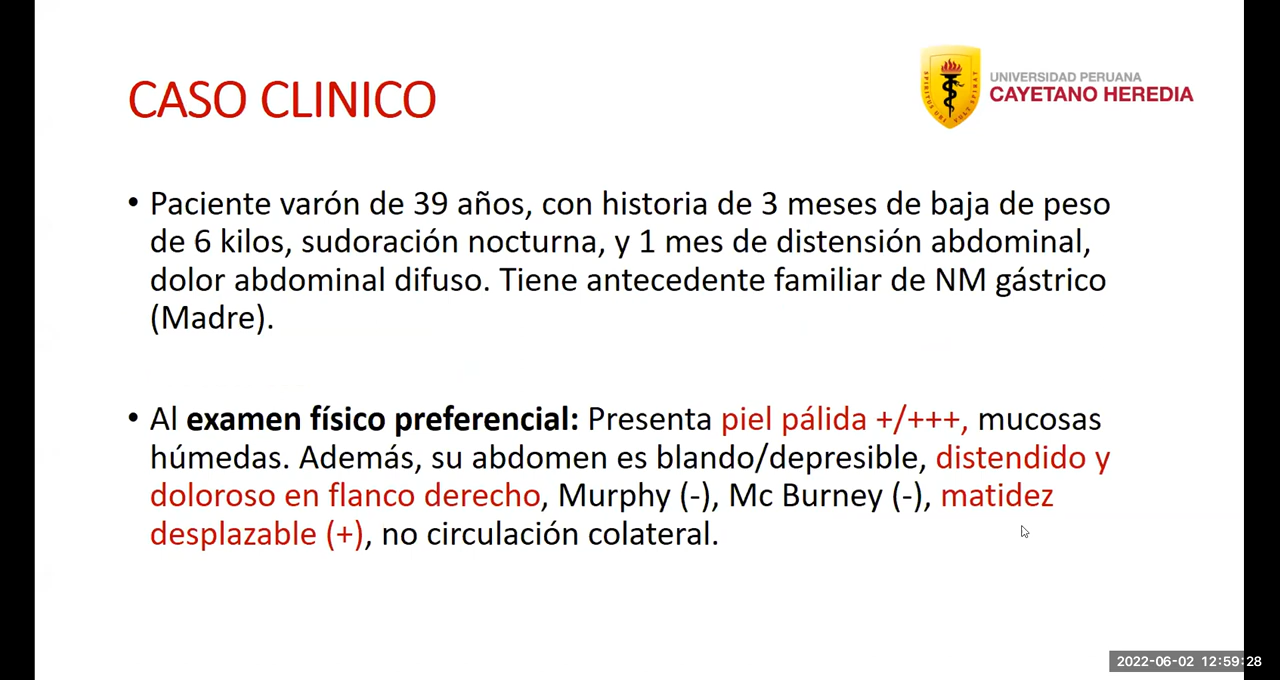 CASO CLINICO
UNIVERSIDAD PERUANA
CAYETANO HEREDIA
• Paciente varón de 39 años, con historia de 3 meses de baja de peso
de 6 kilos, sudoración nocturna, y 1 mes de distensión abdominal,
dolor abdominal difuso. Tiene antecedente familiar de NM gástrico
(Madre).
• Al examen físico preferencial: Presenta piel pálida +/+++, mucosas
húmedas. Además, su abdomen es blando/depresible, distendido y
doloroso en flanco derecho, Murphy (-), Mc Burney (-), matidez
desplazable (+), no circulación colateral.
2022-06-02 12:59:28